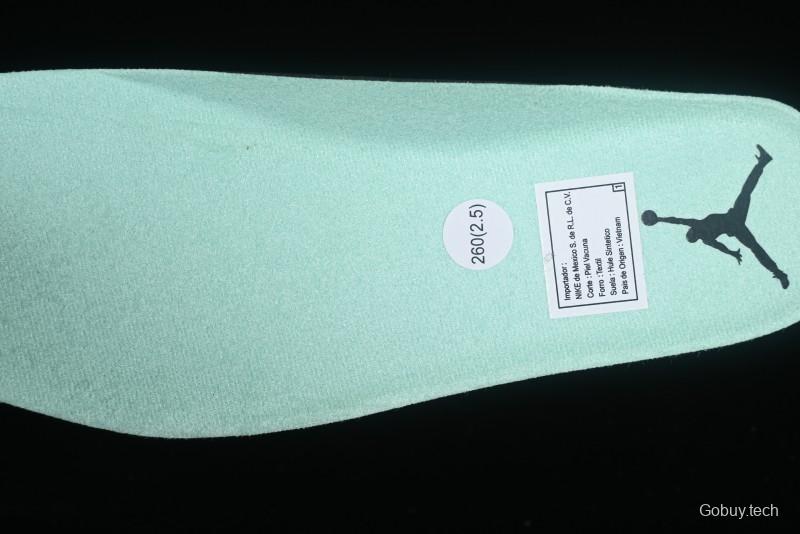 260(2.5)
1
Importador :
NIKE de Mexico S. de R.L. de C.V.
Corte : Piel Vacuna
Forro : Textil
Suela : Hule Sintetico
Pais de Origen : Vietnam
Gobuy.tech